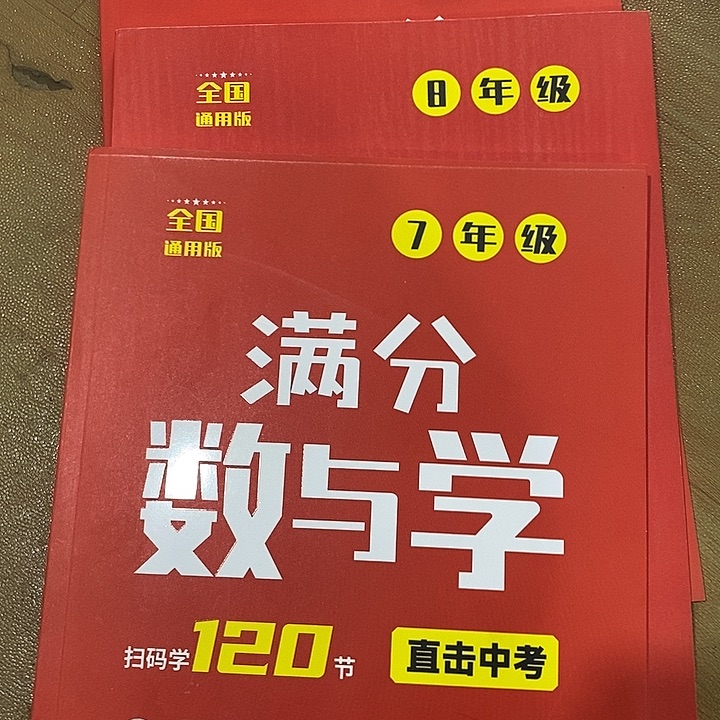 全国
通用版
8年级
全国
通用版
7年级
满分
数与学
扫码学120节
直击中考